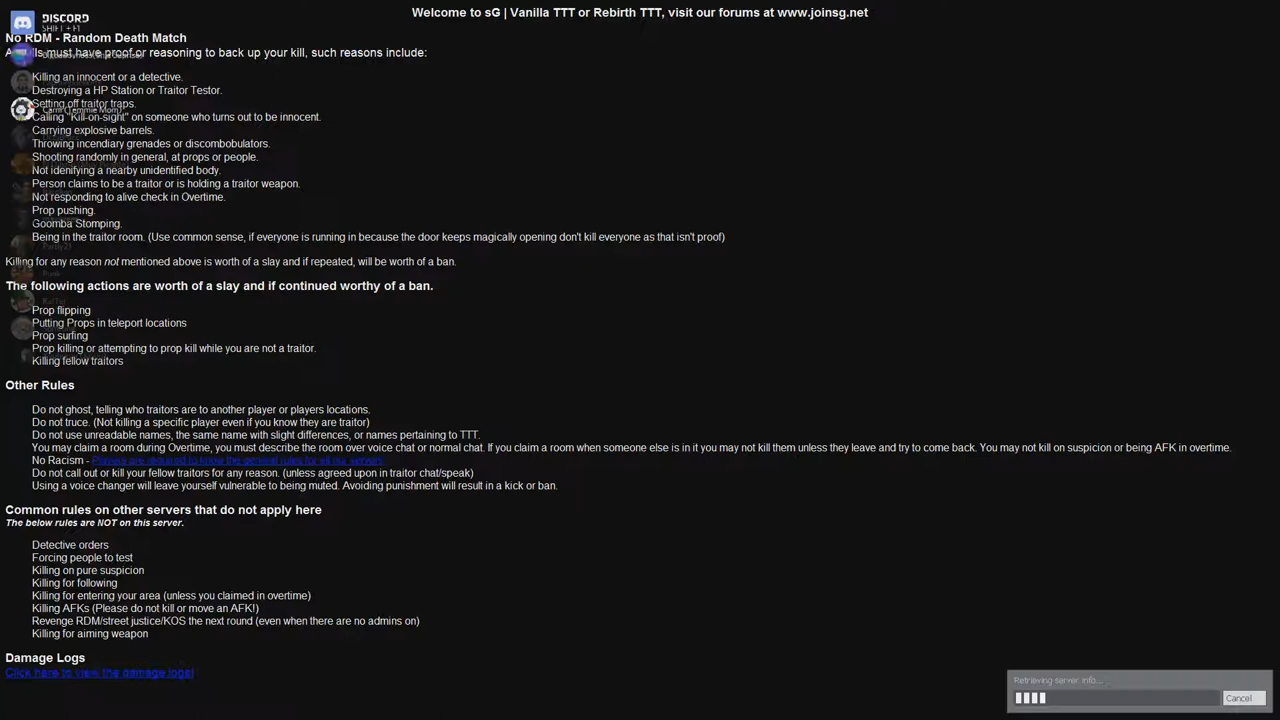 Welcome to sG | Vanilla TTT or Rebirth TTT, visit our forums at www.joinsg.net
DISCORD
SHIFT + F1
No RDM - Random Death Match
must have proof or reasoning to back up your kill, such reasons include:
Killing an innocent or a detective.
Destroying a HP Station or Traitor Testor.
Setting off traitor traps.
(Temmie Mom)
Calling "Kill-on-sight" on someone who turns out to be innocent.
Carrying explosive barrels.
Throwing incendiary grenades or discombobulators.
Shooting randomly in general, at props or people.
Not idenifying a nearby unidentified body.
Person claims to be a traitor or is holding a traitor weapon.
Not responding to alive check in Overtime.
Prop pushing.
Goomba Stomping.
Being in the traitor room. (Use common sense, if everyone is running in because the door keeps magically opening don't kill everyone as that isn't proof)
Killing for any reason not mentioned above is worth of a slay and if repeated, will be worth of a ban.
The following actions are worth of a slay and if continued worthy of a ban.
Prop flipping
Putting Props in teleport locations
Prop surfing
Prop killing or attempting to prop kill while you are not a traitor.
Killing fellow traitors
Other Rules
Do not ghost, telling who traitors are to another player or players locations.
Do not truce. (Not killing a specific player even if you know they are traitor)
Do not use unreadable names, the same name with slight differences, or names pertaining to TTT.
You may claim a room during Overtime, you must describe the room over voice chat or normal chat. If you claim a room when someone else is in it you may not kill them unless they leave and try to come back. You may not kill on suspicion or being AFK in overtime.
No Racism - Players are required to know the general rules for all our servers
Do not call out or kill your fellow traitors for any reason. (unless agreed upon in traitor chat/speak)
Using a voice changer will leave yourself vulnerable to being muted. Avoiding punishment will result in a kick or ban.
Common rules on other servers that do not apply here
The below rules are NOT on this server.
Detective orders
Forcing people to test
Killing on pure suspicion
Killing for following
Killing for entering your area (unless you claimed in overtime)
Killing AFKs (Please do not kill or move an AFK!)
Revenge RDM/street justice/KOS the next round (even when there are no admins on)
Killing for aiming weapon
Damage Logs
Click here to view the damage logs!
Retrieving server info...
Cancel